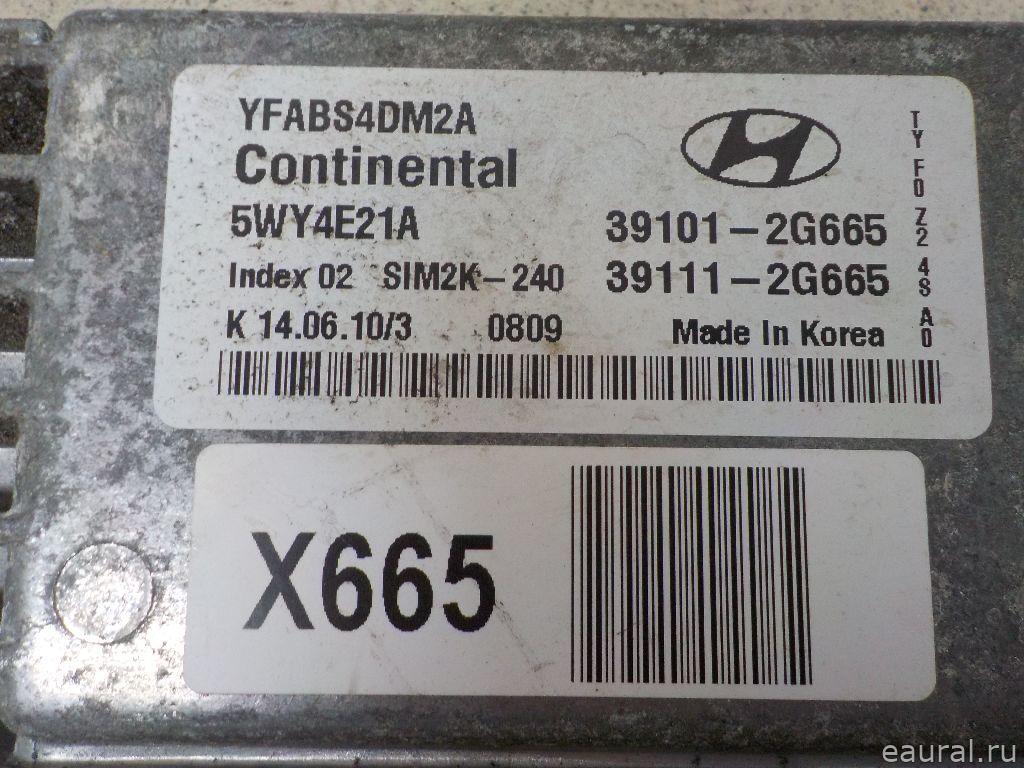 YFABS4DM2A
Continental
5WY4E21A
39101-2G665
Index 02 SIM2K-240
39111-2G665
K 14.06.10/3 0809 Made In Korea
TY F0 Z2 48 A0
X665
eaural.ru